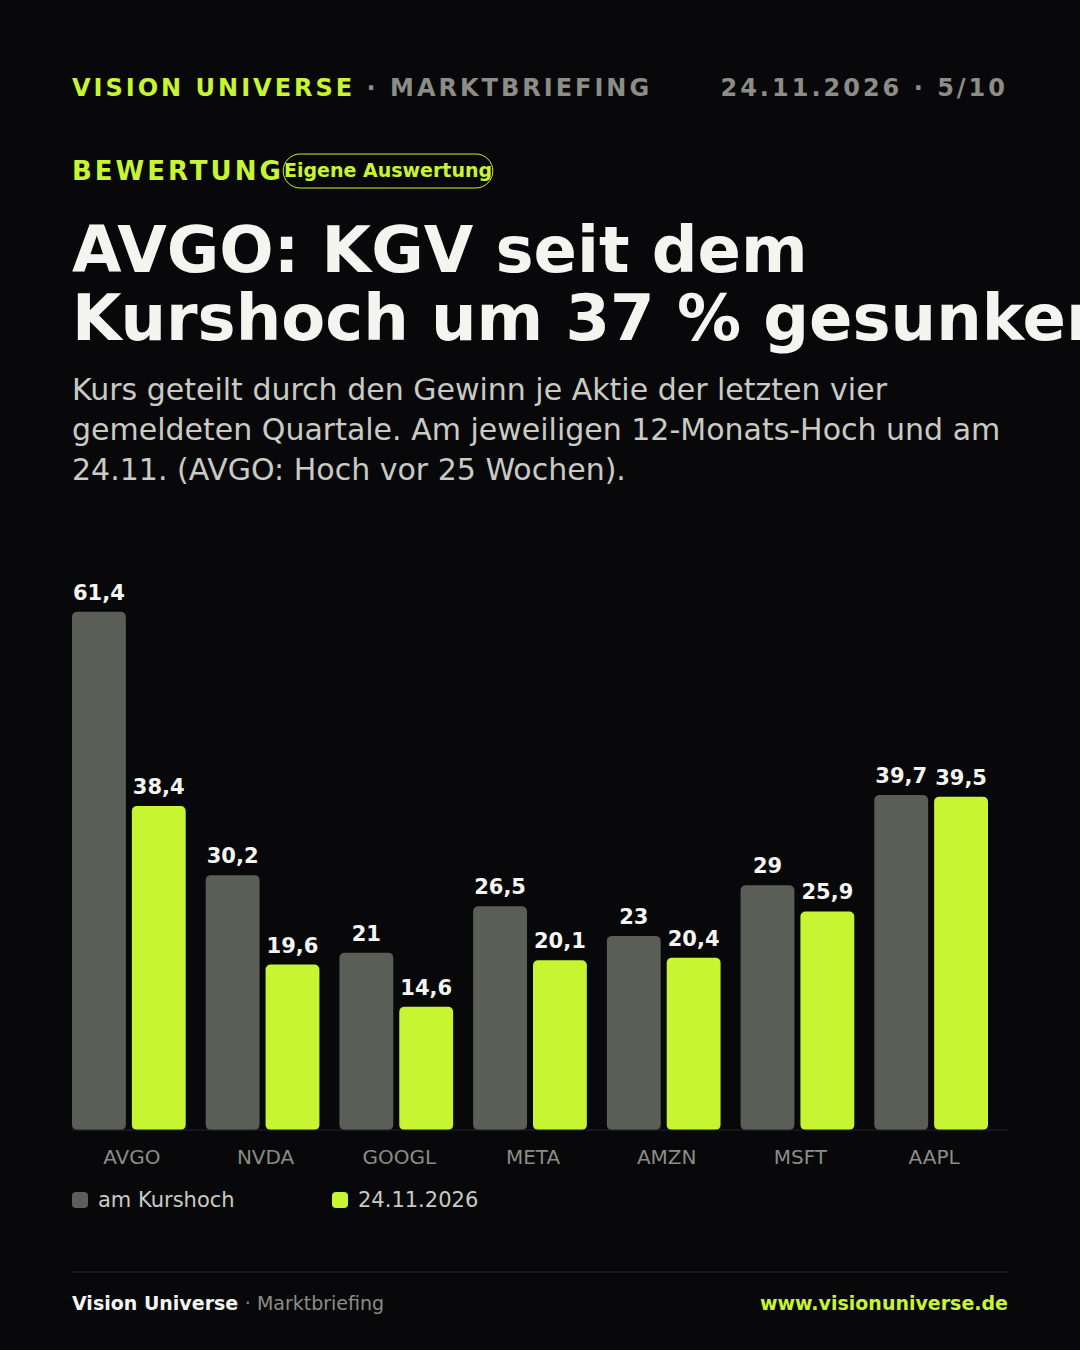 VISION UNIVERSE · MARKTBRIEFING 24.11.2026 · 5/10
BEWERTUNG Eigene Auswertung
AVGO: KGV seit dem
Kurshoch um 37 % gesunken
Kurs geteilt durch den Gewinn je Aktie der letzten vier
gemeldeten Quartale. Am jeweiligen 12-Monats-Hoch und am
24.11. (AVGO: Hoch vor 25 Wochen).
61,4
38,4
30,2
19,6
21
14,6
26,5
20,1
23
20,4
29
25,9
39,7
39,5
AVGO NVDA GOOGL META AMZN MSFT AAPL
am Kurshoch 24.11.2026
Vision Universe · Marktbriefing www.visionuniverse.de